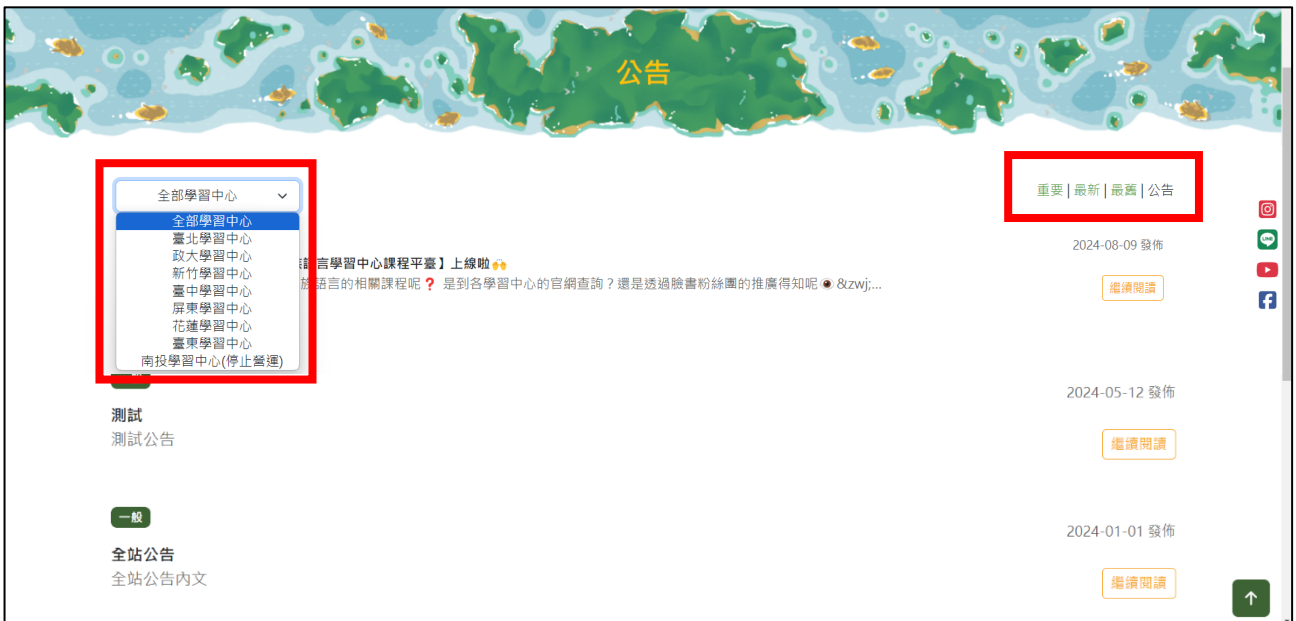 公告
全部學習中心
重要 | 最新 | 最舊 | 公告
全部學習中心
臺北學習中心
政大學習中心
新竹學習中心
臺中學習中心
屏東學習中心
花蓮學習中心
臺東學習中心
南投學習中心(停止營運)
2024-08-09 發佈
言學習中心課程平臺】上線啦🙌
語言的相關課程呢❓ 是到各學習中心的官網查詢？還是透過臉書粉絲團的推廣得知呢👁 &zwj;...
繼續閱讀
2024-05-12 發佈
測試
測試公告
繼續閱讀
一般
2024-01-01 發佈
全站公告
全站公告內文
繼續閱讀
LINE